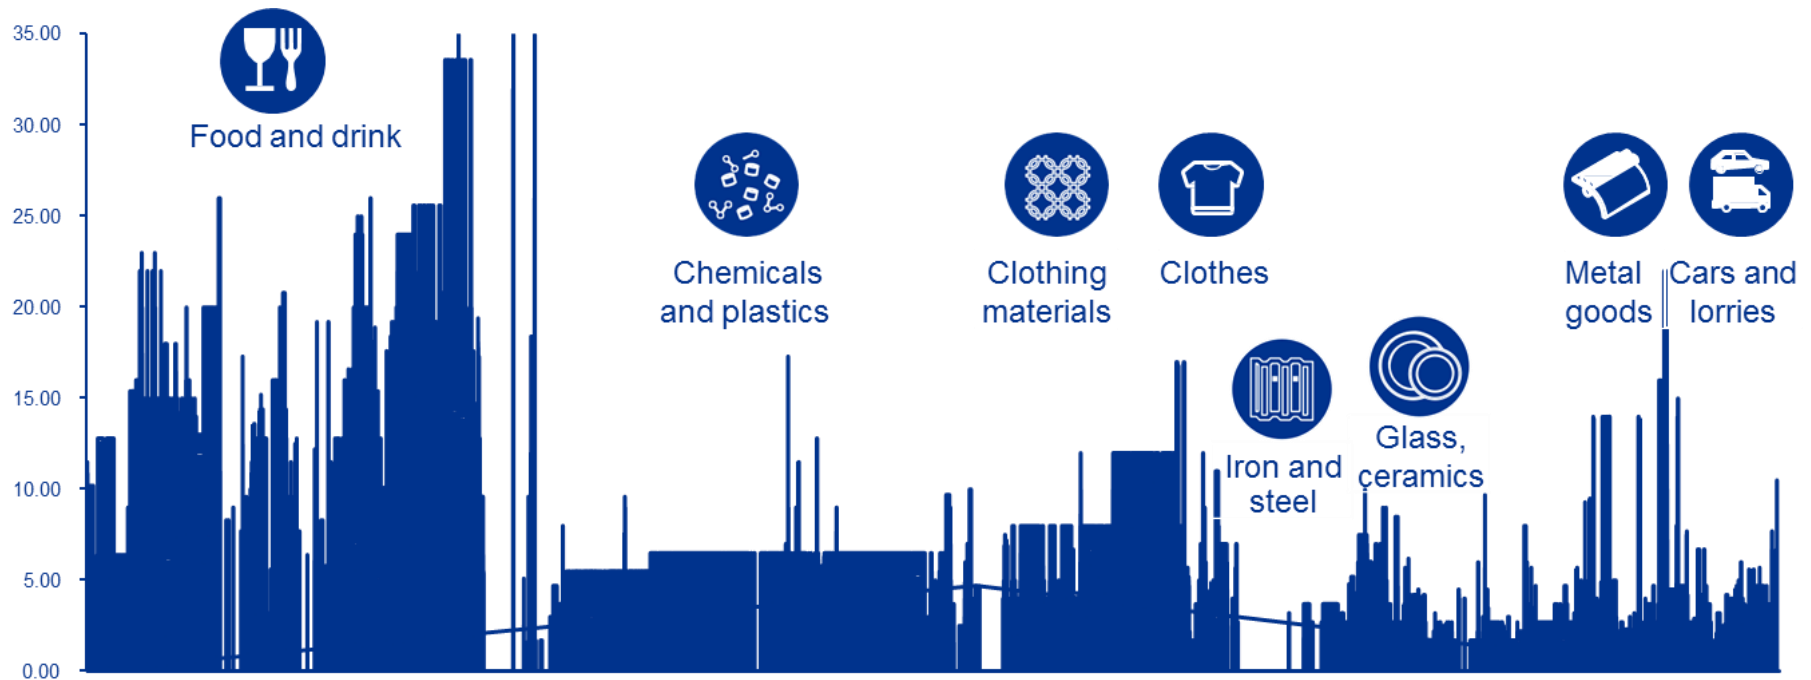 35.00
30.00
25.00
20.00
15.00
10.00
5.00
0.00
Food and drink
Chemicals
and plastics
Clothing
materials
Clothes
Iron and
steel
Glass,
ceramics
Metal
goods
Cars and
lorries